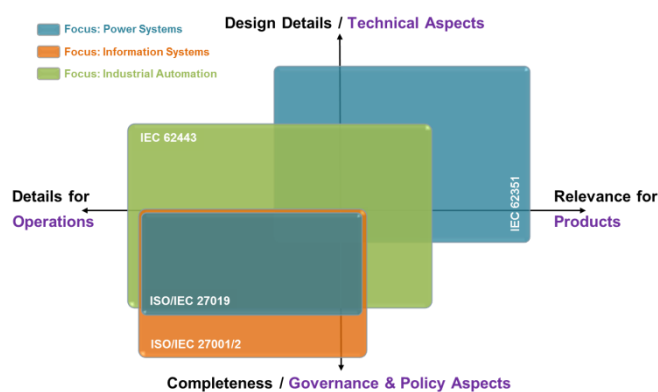 Design Details / Technical Aspects
Focus: Power Systems
Focus: Information Systems
Focus: Industrial Automation
IEC 62443
IEC 62351
Details for
Operations
Relevance for
Products
ISO/IEC 27019
ISO/IEC 27001/2
Completeness / Governance & Policy Aspects